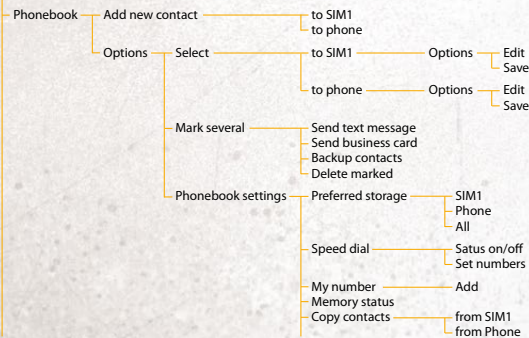 Phonebook Add new contact to SIM1
to phone
Options Select to SIM1 Options Edit
Save
to phone Options Edit
Save
Mark several Send text message
Send business card
Backup contacts
Delete marked
Phonebook settings Preferred storage SIM1
Phone
All
Speed dial Satus on/off
Set numbers
My number Add
Memory status
Copy contacts from SIM1
from Phone